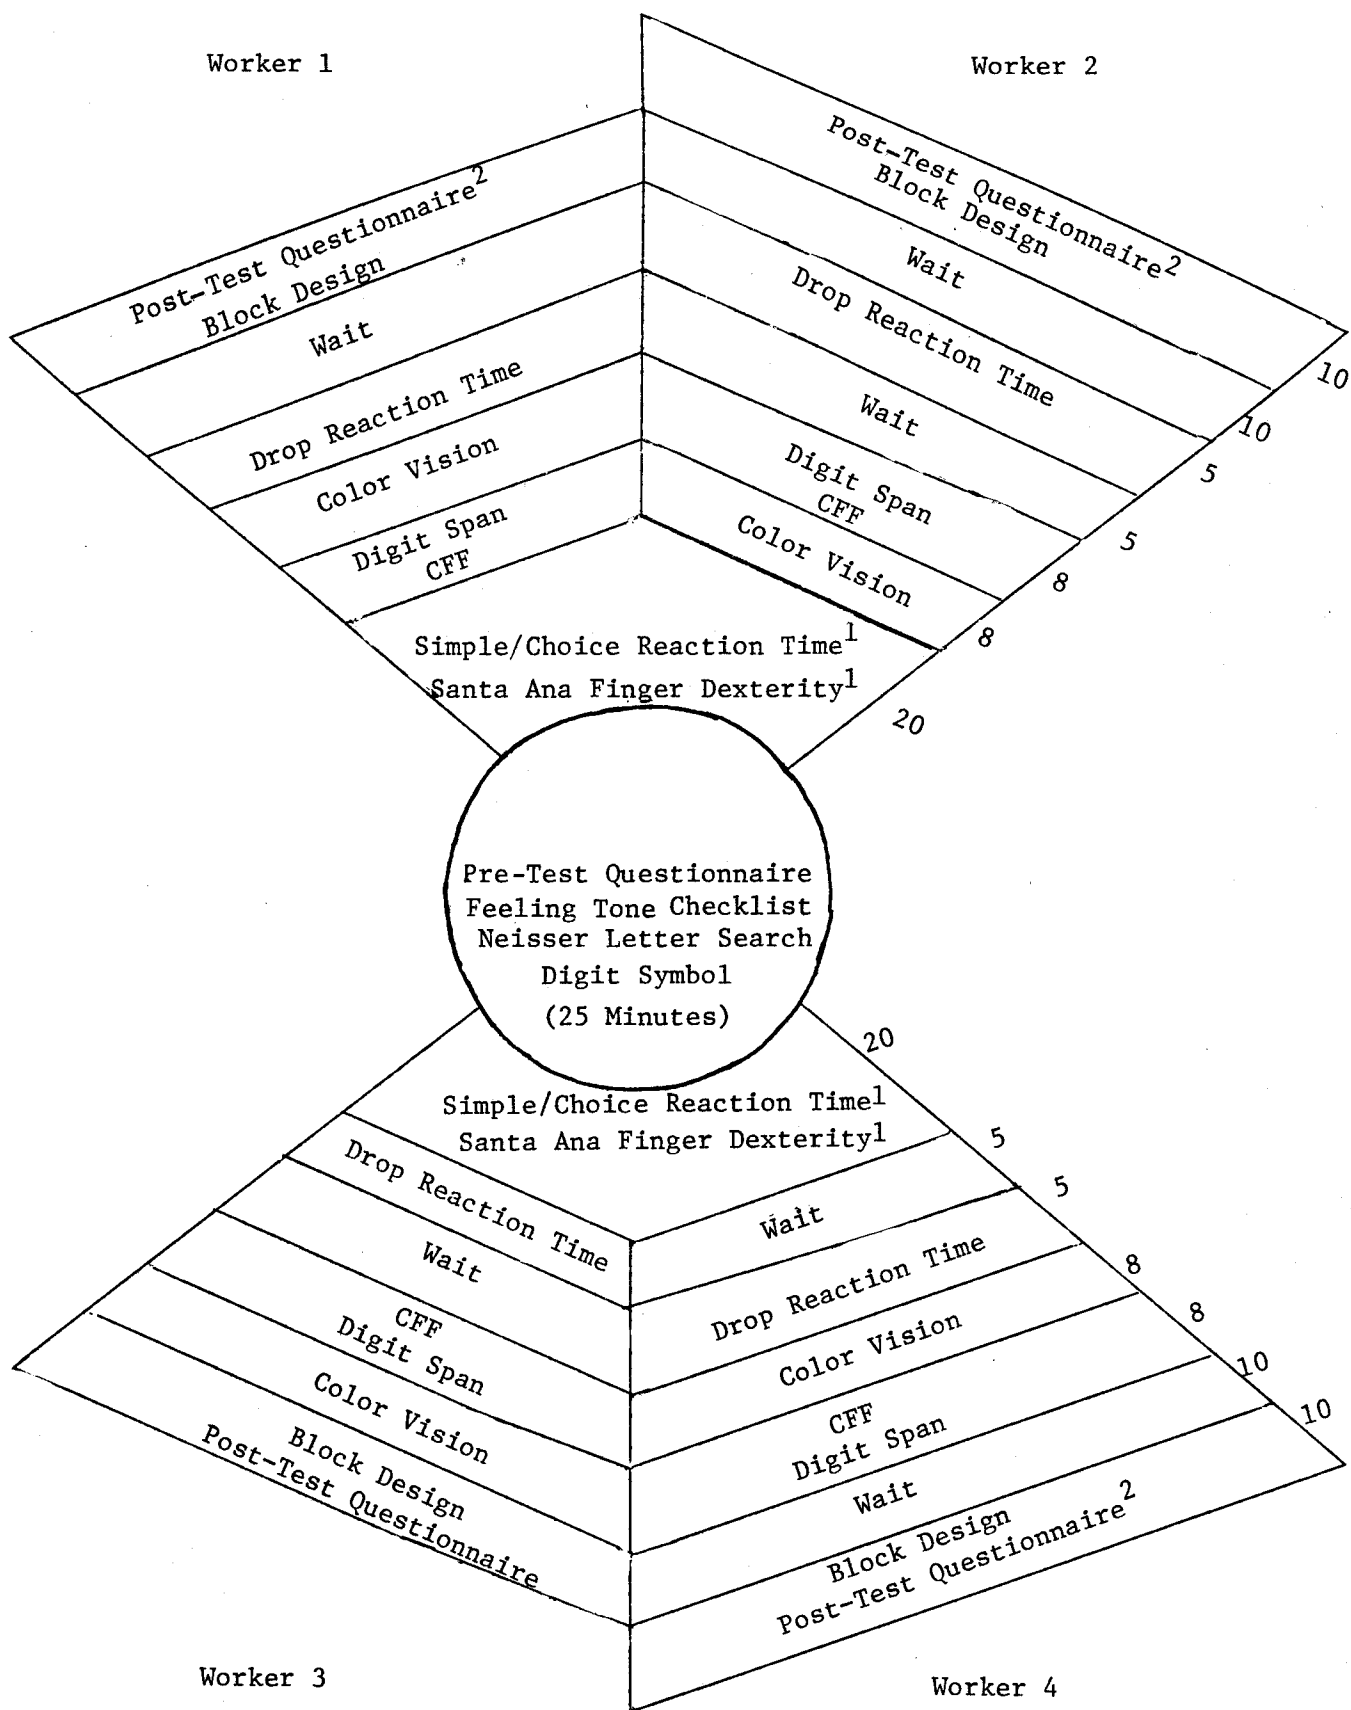 Worker 1
Worker 2
Post-Test Questionnaire2
Block Design
Wait
Drop Reaction Time
Color Vision
Digit Span
CFF
Post-Test Questionnaire2
Block Design
Wait
Drop Reaction Time
Wait
Digit Span
CFF
Color Vision
10
10
5
5
8
8
20
Simple/Choice Reaction Time1
Santa Ana Finger Dexterity1
Pre-Test Questionnaire
Feeling Tone Checklist
Neisser Letter Search
Digit Symbol
(25 Minutes)
Simple/Choice Reaction Time1
Santa Ana Finger Dexterity1
Drop Reaction Time
Wait
CFF
Digit Span
Color Vision
Block Design
Post-Test Questionnaire
Wait
Drop Reaction Time
Color Vision
CFF
Digit Span
Wait
Block Design
Post-Test Questionnaire2
20
5
5
8
8
10
10
Worker 3
Worker 4